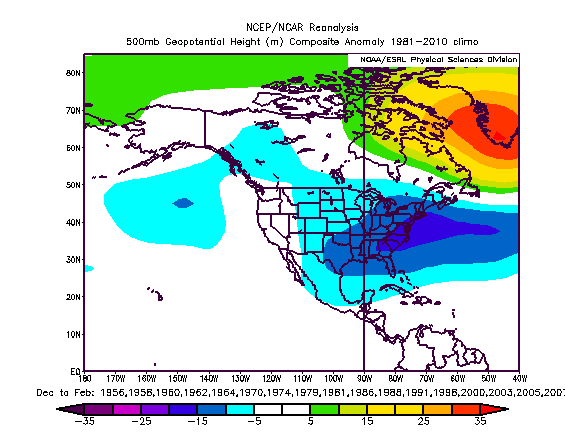 NCEP/NCAR Reanalysis
500mb Geopotential Height (m) Composite Anomaly 1981-2010 climo
NOAA/ESRL Physical Sciences Division
80N
70N
60N
50N
40N
30N
20N
10N
EQ
180 170W 160W 150W 140W 130W 120W 110W 100W 90W 80W 70W 60W 50W 40W
Dec to Feb: 1956,1958,1960,1962,1964,1970,1974,1979,1981,1986,1988,1991,1996,2000,2003,2005,200
-35 -25 -15 -5 5 15 25 35